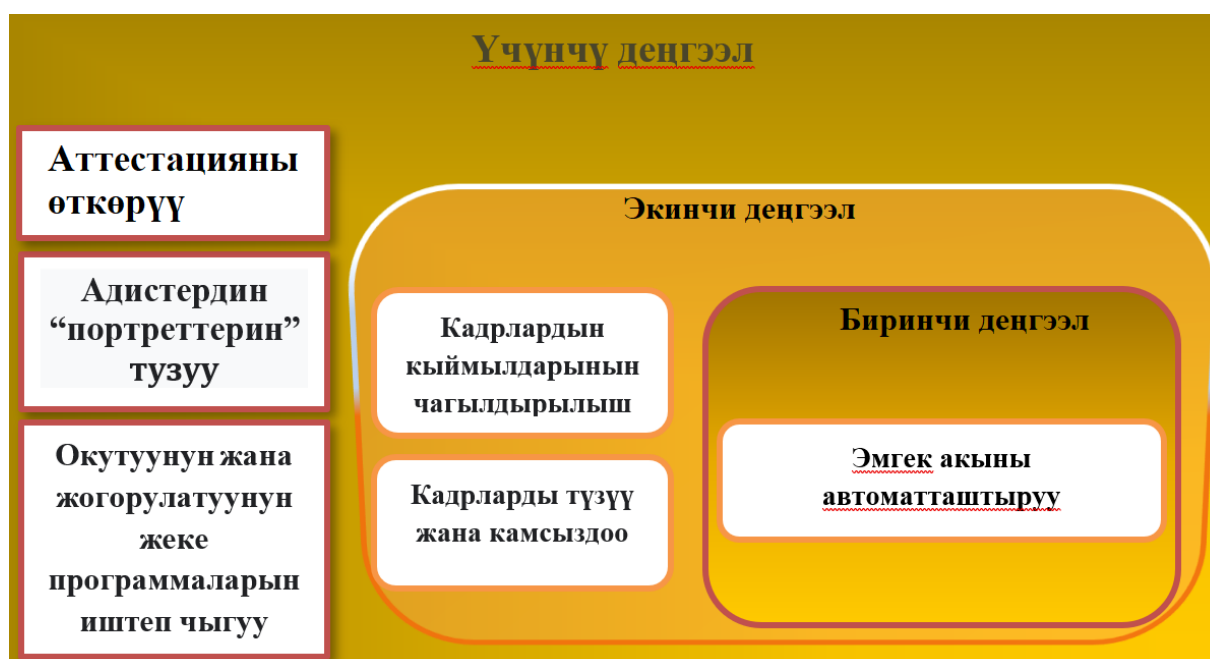 Үчүнчү деңгээл
Аттестацияны
өткөрүү
Адистердин
“портреттерин”
тузуу
Окутуунун жана
жогорулатуунун
жеке
программаларын
иштеп чыгуу
Экинчи деңгээл
Кадрлардын
кыймылдарынын
чагылдырылыш
Кадрларды түзүү
жана камсыздоо
Биринчи деңгээл
Эмгек акыны
автоматташтыруу